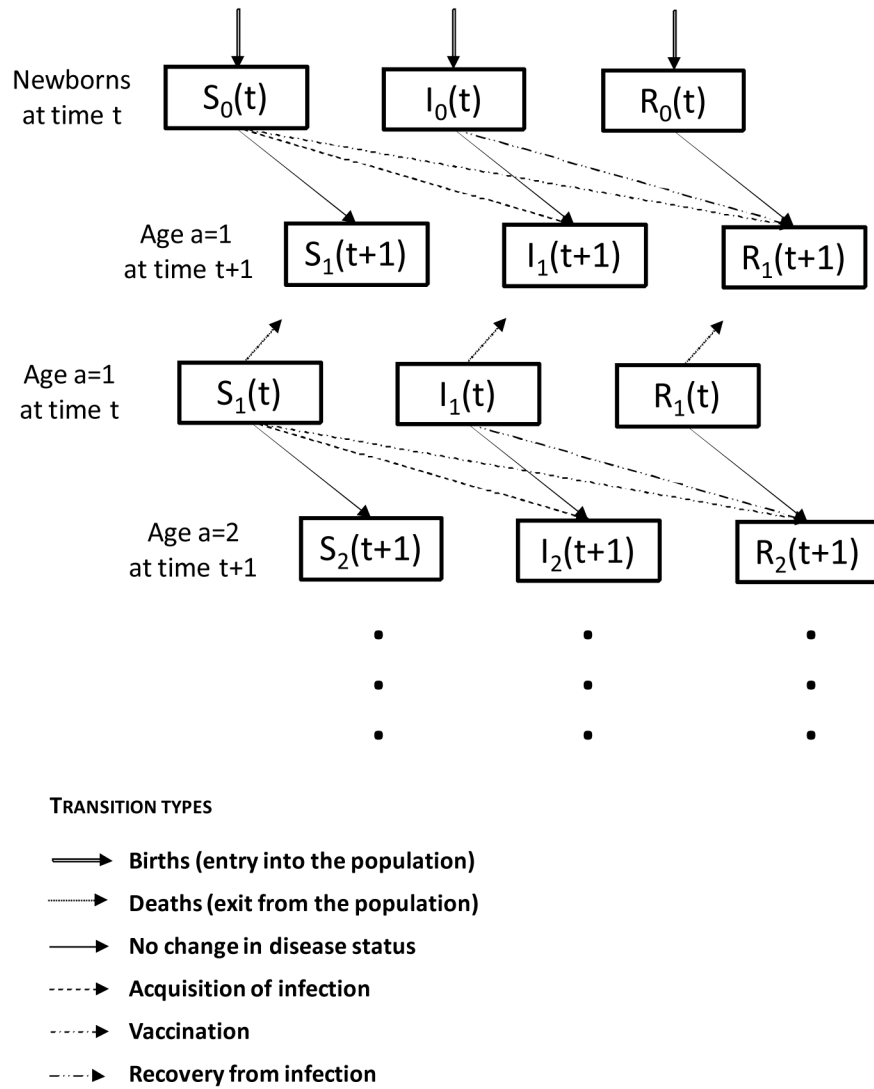 Newborns
at time t
S₀(t)
I₀(t)
R₀(t)
Age a=1
at time t+1
S₁(t+1)
I₁(t+1)
R₁(t+1)
Age a=1
at time t
S₁(t)
I₁(t)
R₁(t)
Age a=2
at time t+1
S₂(t+1)
I₂(t+1)
R₂(t+1)
TRANSITION TYPES
Births (entry into the population)
Deaths (exit from the population)
No change in disease status
Acquisition of infection
Vaccination
Recovery from infection